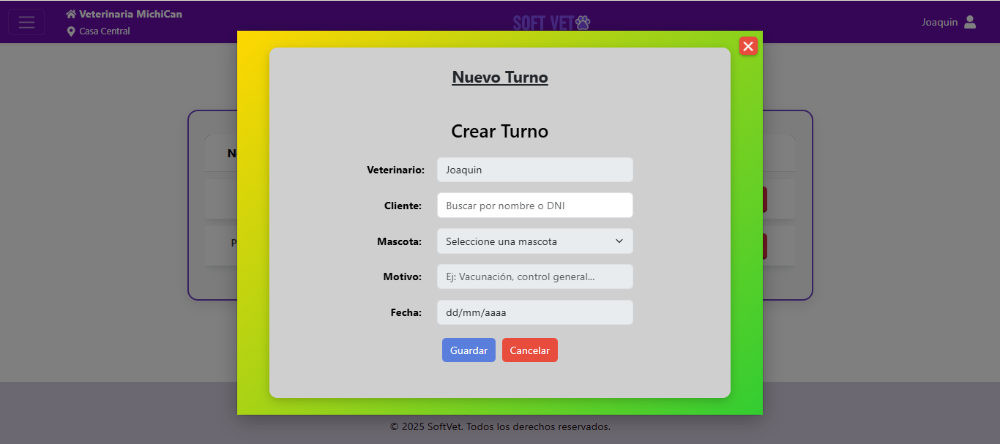 Veterinaria MichiCan
Casa Central
SOFT VET
Joaquin
Nuevo Turno
Crear Turno
Veterinario: Joaquin
Cliente: Buscar por nombre o DNI
Mascota: Seleccione una mascota
Motivo: Ej: Vacunación, control general...
Fecha: dd/mm/aaaa
Guardar Cancelar
© 2025 SoftVet. Todos los derechos reservados.